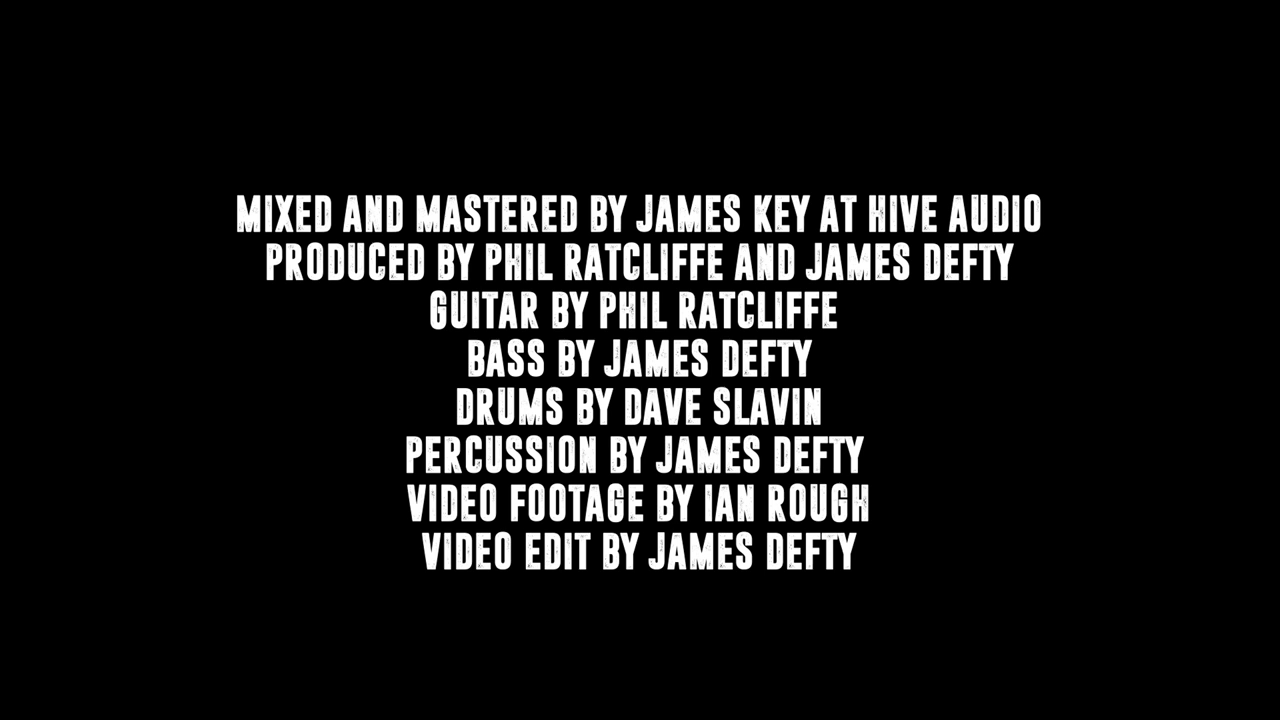 MIXED AND MASTERED BY JAMES KEY AT HIVE AUDIO
PRODUCED BY PHIL RATCLIFFE AND JAMES DEFTY
GUITAR BY PHIL RATCLIFFE
BASS BY JAMES DEFTY
DRUMS BY DAVE SLAVIN
PERCUSSION BY JAMES DEFTY
VIDEO FOOTAGE BY IAN ROUGH
VIDEO EDIT BY JAMES DEFTY